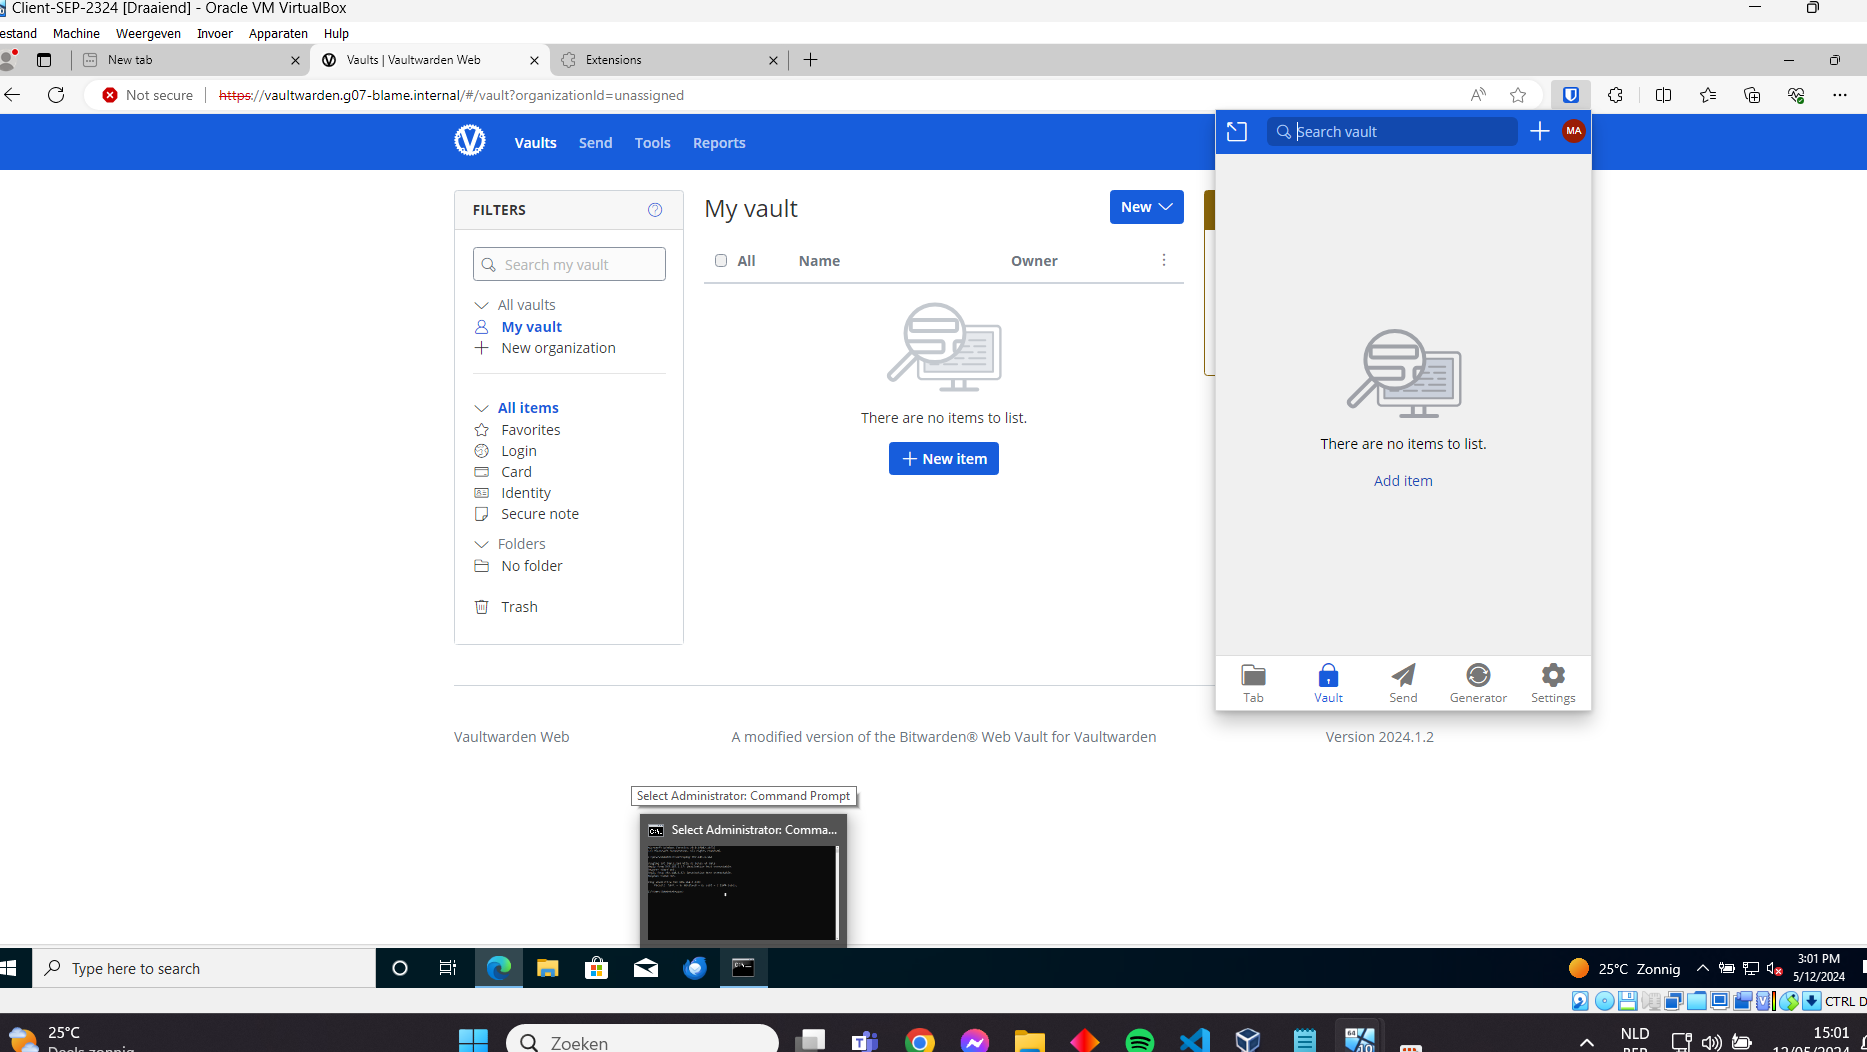 Client-SEP-2324 [Draaiend] - Oracle VM VirtualBox
estand Machine Weergeven Invoer Apparaten Hulp
New tab
Vaults | Vaultwarden Web
Extensions
Not secure https://vaultwarden.g07-blame.internal/#/vault?organizationId=unassigned
Vaults Send Tools Reports
Search vault
MA
FILTERS
Search my vault
All vaults
My vault
New organization
All items
Favorites
Login
Card
Identity
Secure note
Folders
No folder
Trash
My vault
New
All Name Owner
There are no items to list.
New item
There are no items to list.
Add item
Tab Vault Send Generator Settings
Vaultwarden Web
A modified version of the Bitwarden® Web Vault for Vaultwarden
Version 2024.1.2
Select Administrator: Command Prompt
Select Administrator: Comma...
Type here to search
25°C Zonnig
3:01 PM
5/12/2024
CTRL D
25°C
Deels zonnig
Zoeken
NLD
BEP
15:01
12/05/2024